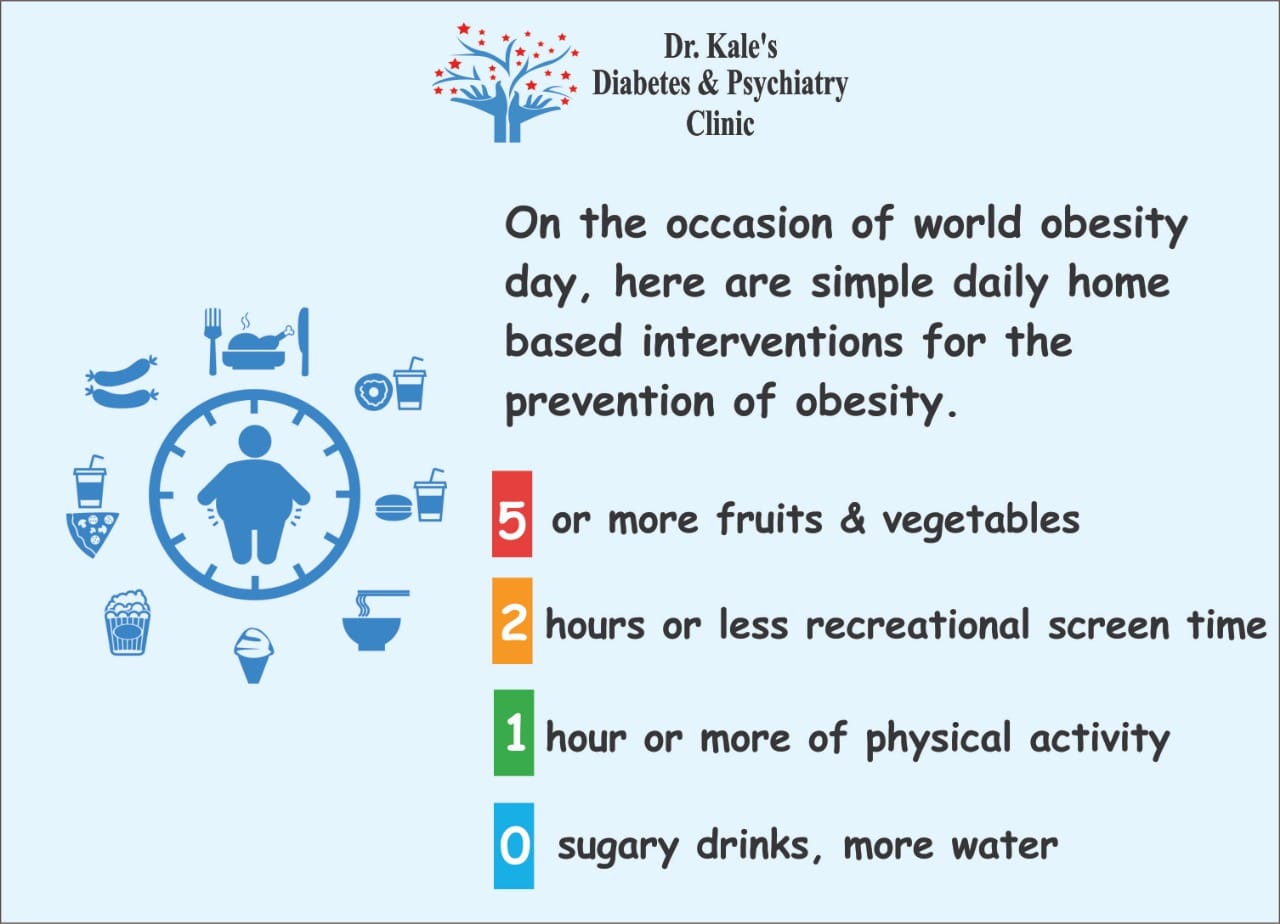 Dr. Kale's
Diabetes & Psychiatry
Clinic
On the occasion of world obesity
day, here are simple daily home
based interventions for the
prevention of obesity.
5 or more fruits & vegetables
2 hours or less recreational screen time
1 hour or more of physical activity
0 sugary drinks, more water